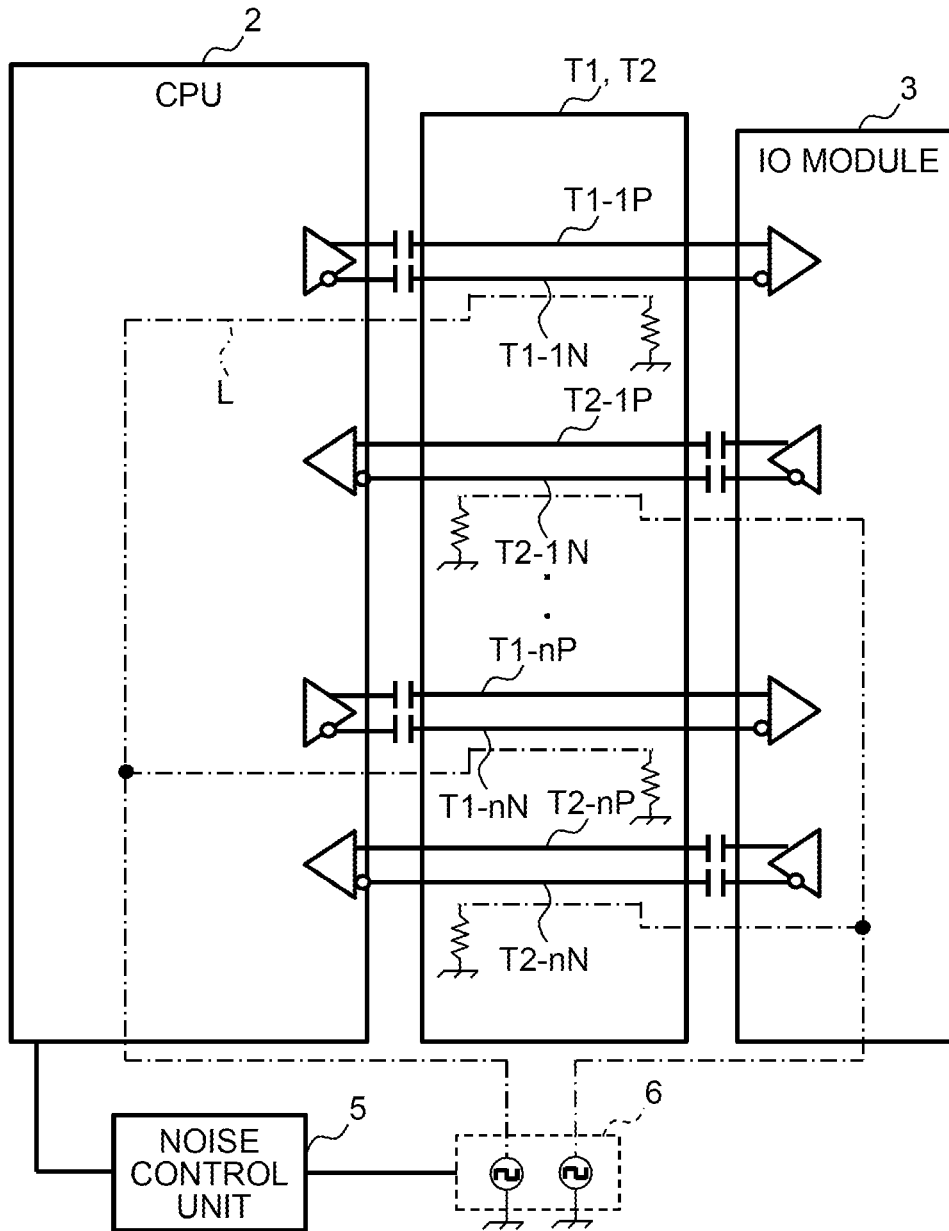 2
CPU
T1, T2
3
IO MODULE
T1-1P
T1-1N
L
T2-1P
T2-1N
T1-nP
T1-nN
T2-nP
T2-nN
5
NOISE
CONTROL
UNIT
6